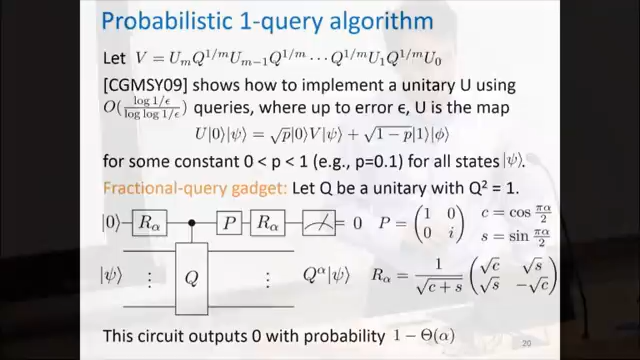 Probabilistic 1-query algorithm
Let V = U_m Q^{1/m} U_{m−1} Q^{1/m} ⋯ Q^{1/m} U_1 Q^{1/m} U_0
[CGMSY09] shows how to implement a unitary U using
O(\frac{log 1/ϵ}{log log 1/ϵ}) queries, where up to error ϵ, U is the map
U|0⟩|ψ⟩ = √p|0⟩V|ψ⟩ + √(1−p)|1⟩|ϕ⟩
for some constant 0 < p < 1 (e.g., p=0.1) for all states |ψ⟩.
Fractional-query gadget: Let Q be a unitary with Q² = 1.
|0⟩ R_α P R_α = 0 P = (1 0; 0 i) c = cos \frac{πα}{2}
s = sin \frac{πα}{2}
|ψ⟩ ⋮ Q ⋮ Q^α|ψ⟩ R_α = \frac{1}{√(c+s)} (√c √s; √s −√c)
This circuit outputs 0 with probability 1 − Θ(α)
20